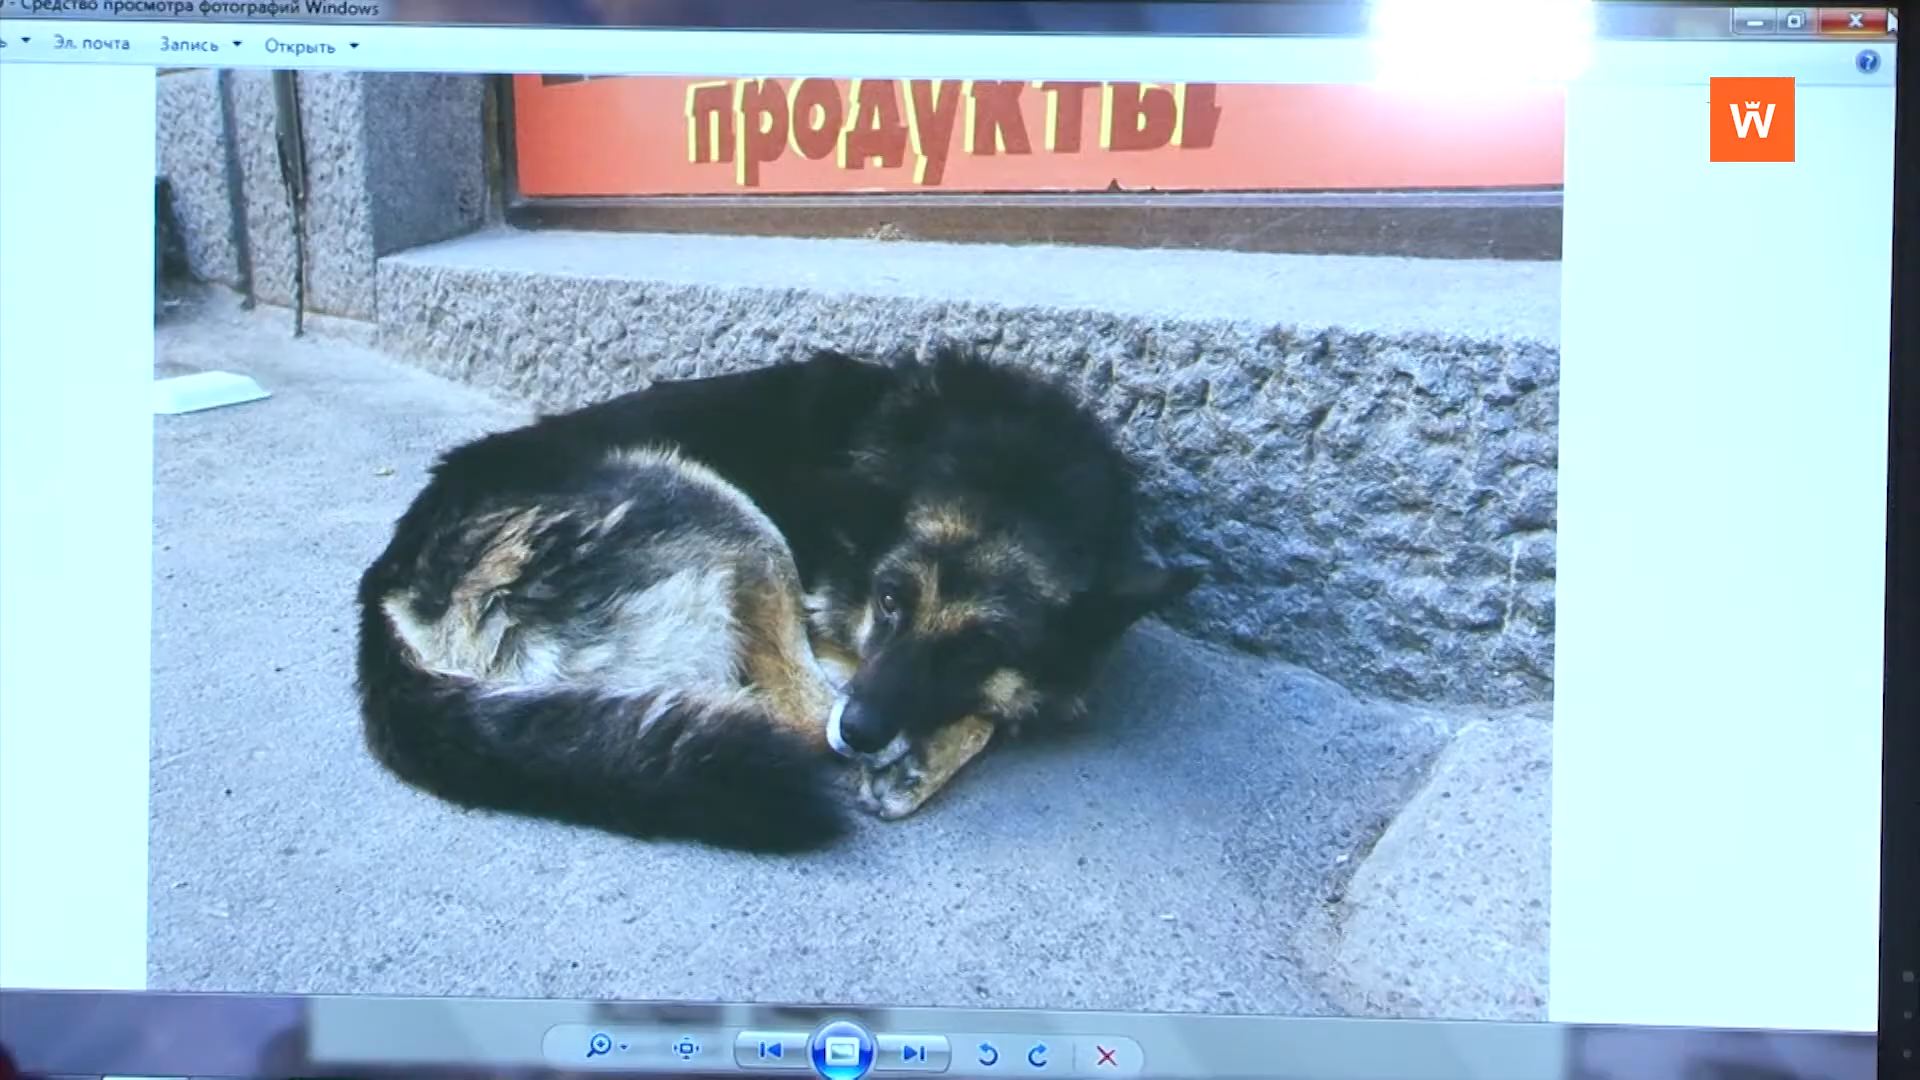 - Средство просмотра фотографий Windows
Эл. почта Запись Открыть
W
продукты